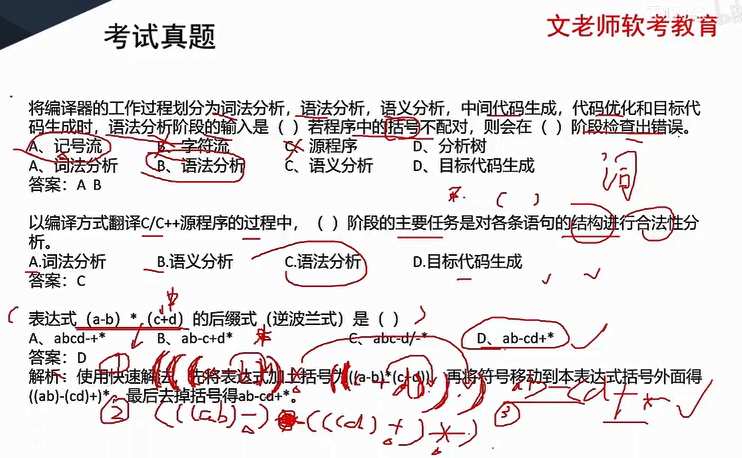 考试真题
文老师软考教育
将编译器的工作过程划分为词法分析，语法分析，语义分析，中间代码生成，代码优化和目标代
码生成时，语法分析阶段的输入是（ ）若程序中的括号不配对，则会在（ ）阶段检查出错误。
A、记号流 B、字符流 C、源程序 D、分析树
词
A、词法分析 B、语法分析 C、语义分析 D、目标代码生成
答案：A B
( )
以编译方式翻译C/C++源程序的过程中，（ ）阶段的主要任务是对各条语句的结构进行合法性分
析。
A.词法分析 B.语义分析 C.语法分析 D.目标代码生成
答案：C
中
表达式（a-b）*（c+d）的后缀式（逆波兰式）是（ ）
A、abcd-+* B、ab-c+d* C、abc-d/-* D、ab-cd+*
答案：D
解析：使用快速解法，先将表达式加上括号，((a-b)*(c+d))，再将符号移动到本表达式括号外面得
((ab)-(cd)+)*，最后去掉括号得ab-cd+*。
① 
② (((ab)-) (((cd)+)*)
③ ab-cd+*